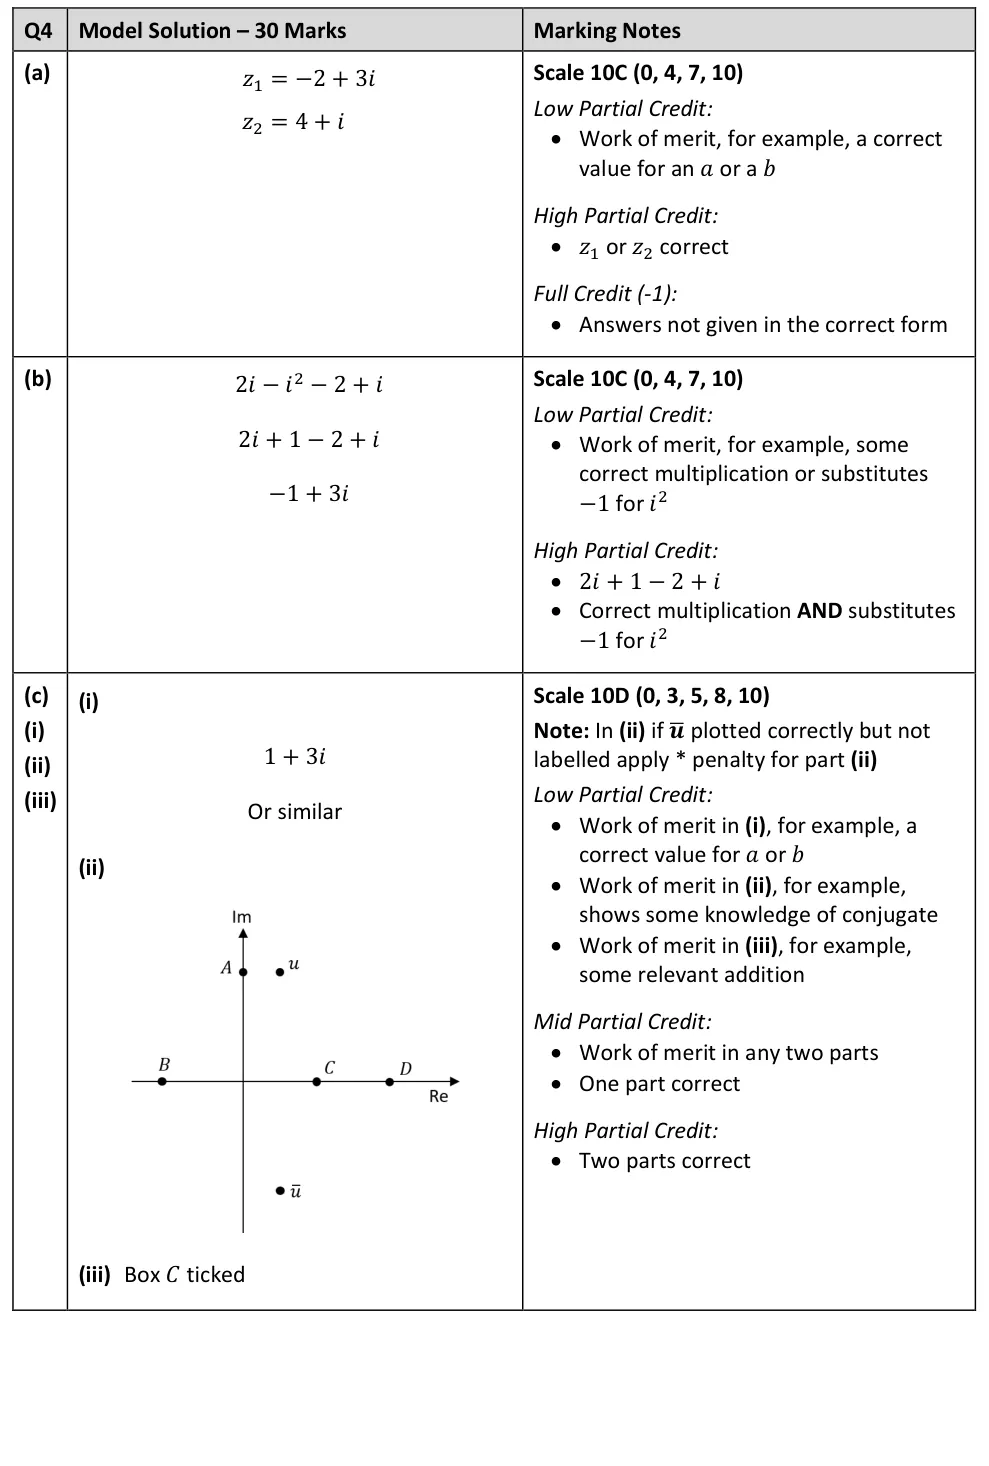 Q4 Model Solution – 30 Marks Marking Notes
(a)
z₁ = −2 + 3i
z₂ = 4 + i
Scale 10C (0, 4, 7, 10)
Low Partial Credit:
• Work of merit, for example, a correct
value for an a or a b
High Partial Credit:
• z₁ or z₂ correct
Full Credit (-1):
• Answers not given in the correct form
(b)
2i − i² − 2 + i
2i + 1 − 2 + i
−1 + 3i
Scale 10C (0, 4, 7, 10)
Low Partial Credit:
• Work of merit, for example, some
correct multiplication or substitutes
−1 for i²
High Partial Credit:
• 2i + 1 − 2 + i
• Correct multiplication AND substitutes
−1 for i²
(c)
(i)
(ii)
(iii)
(i)
1 + 3i
Or similar
(ii)
Im
A u
B C D
Re
u̅
(iii) Box C ticked
Scale 10D (0, 3, 5, 8, 10)
Note: In (ii) if u̅ plotted correctly but not
labelled apply * penalty for part (ii)
Low Partial Credit:
• Work of merit in (i), for example, a
correct value for a or b
• Work of merit in (ii), for example,
shows some knowledge of conjugate
• Work of merit in (iii), for example,
some relevant addition
Mid Partial Credit:
• Work of merit in any two parts
• One part correct
High Partial Credit:
• Two parts correct